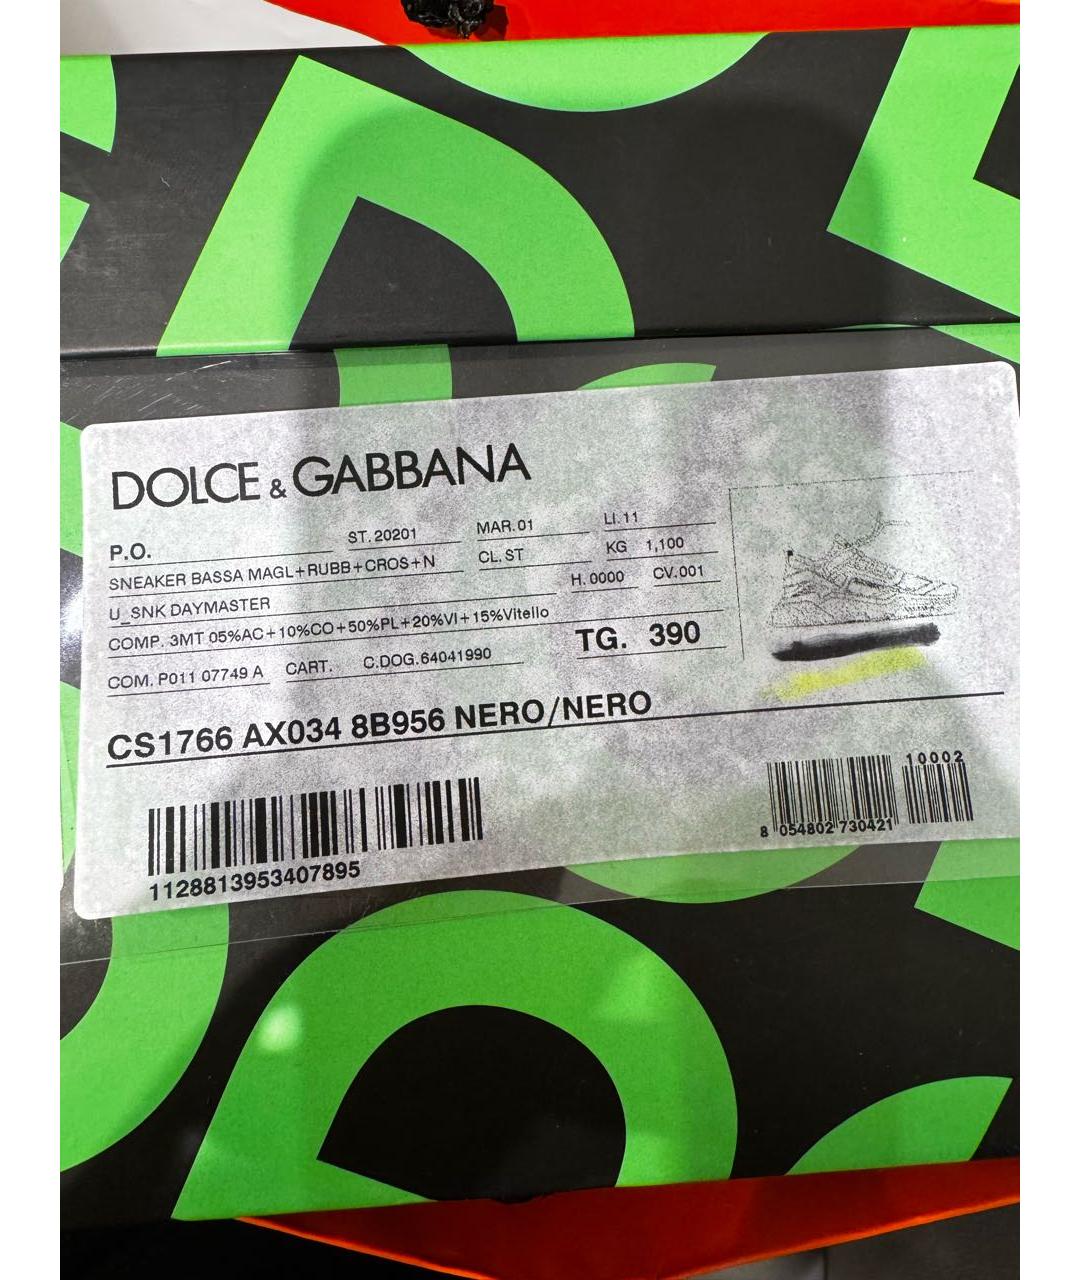 DOLCE & GABBANA
P.O. ST. 20201 MAR. 01 LI. 11
SNEAKER BASSA MAGL+RUBB+CROS+N CL. ST KG 1,100
U_SNK DAYMASTER H. 0000 CV. 001
COMP. 3MT 05%AC+10%CO+50%PL+20%VI+15%Vitello
COM. P011 07749 A CART. C.DOG. 64041990 TG. 390
CS1766 AX034 8B956 NERO/NERO
10002
8 054802 730421
1128813953407895